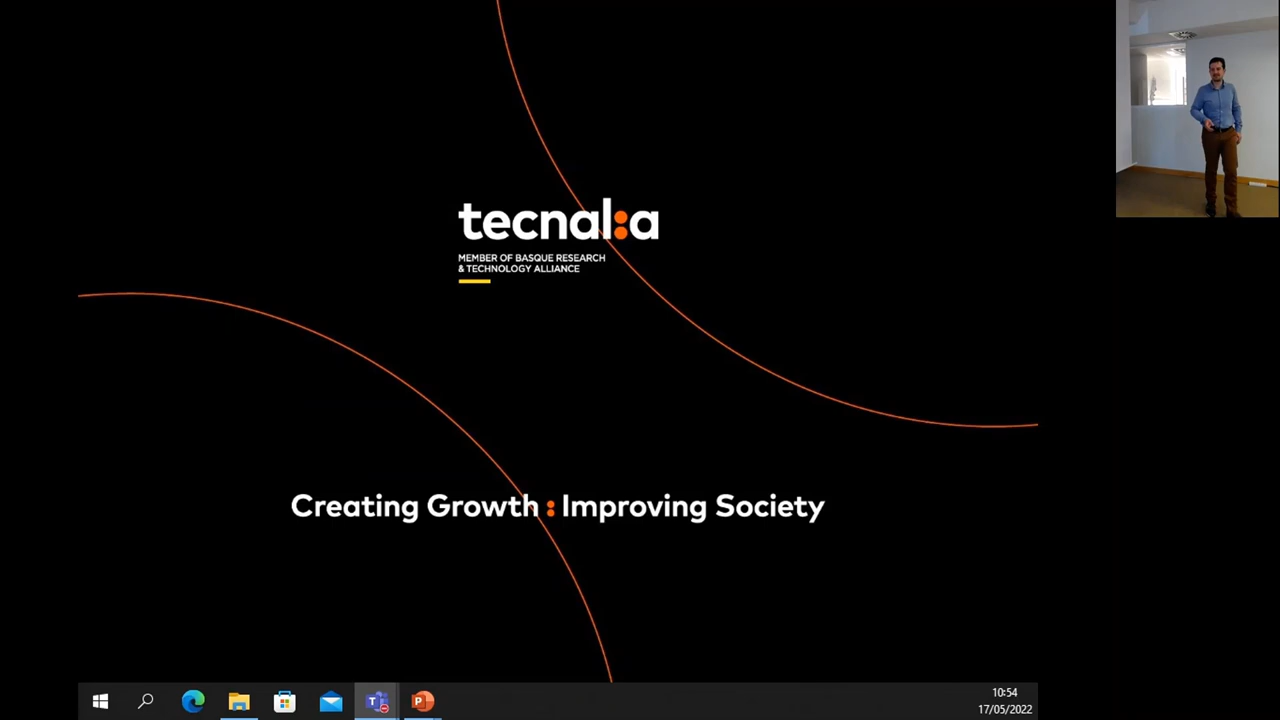 tecnal:a
MEMBER OF BASQUE RESEARCH
& TECHNOLOGY ALLIANCE
Creating Growth : Improving Society
10:54
17/05/2022